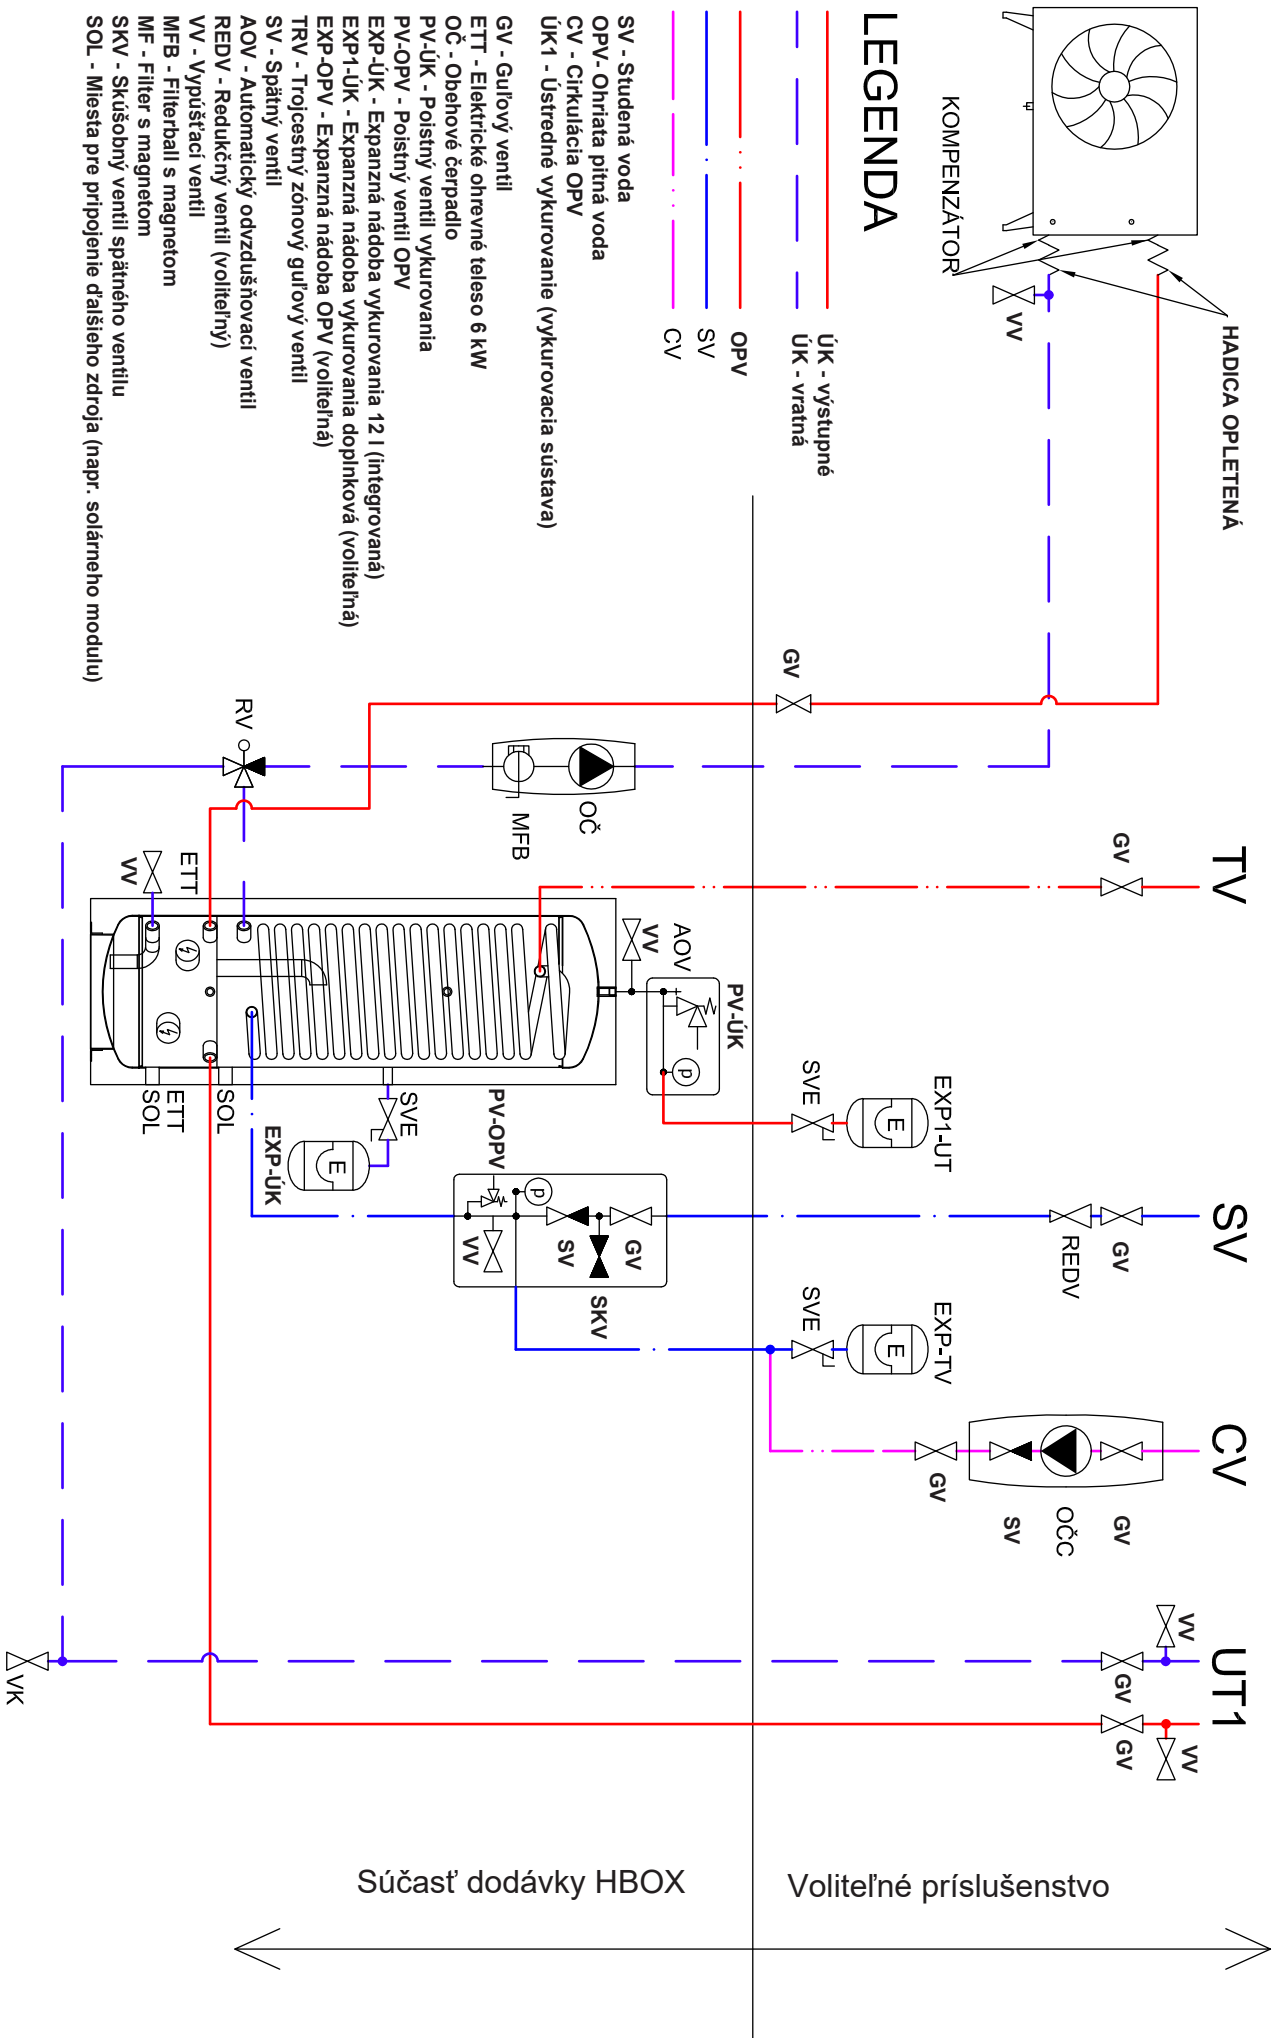 HADICA OPLETENÁ
KOMPENZÁTOR
VV
LEGENDA
ÚK - výstupné
ÚK - vratná
OPV
SV
CV
SV - Studená voda
OPV- Ohriata pitná voda
CV - Cirkulácia OPV
ÚK1 - Ústredné vykurovanie (vykurovacia sústava)
GV - Guľový ventil
ETT - Elektrické ohrevné teleso 6 kW
OČ - Obehové čerpadlo
PV-ÚK - Poistný ventil vykurovania
PV-OPV - Poistný ventil OPV
EXP-ÚK - Expanzná nádoba vykurovania 12 l (integrovaná)
EXP1-ÚK - Expanzná nádoba vykurovania doplnková (voliteľná)
EXP-OPV - Expanzná nádoba OPV (voliteľná)
TRV - Trojcestný zónový guľový ventil
SV - Spätný ventil
AOV - Automatický odvzdušňovací ventil
REDV - Redukčný ventil (voliteľný)
VV - Vypúšťací ventil
MFB - Filterball s magnetom
MF - Filter s magnetom
SKV - Skúšobný ventil spätného ventilu
SOL - Miesta pre pripojenie ďalšieho zdroja (napr. solárneho modulu)
TV
SV
CV
UT1
GV
GV
GV
REDV
GV
OČC
SV
GV
VV
GV
GV
VV
EXP1-UT
E
SVE
EXP-TV
E
SVE
OČ
MFB
RV
AOV
VV
PV-ÚK
p
ETT
VV
SOL
ETT
SOL
SVE
EXP-ÚK
E
PV-OPV
p
VV
SV
GV
SKV
VK
Súčasť dodávky HBOX
Voliteľné príslušenstvo